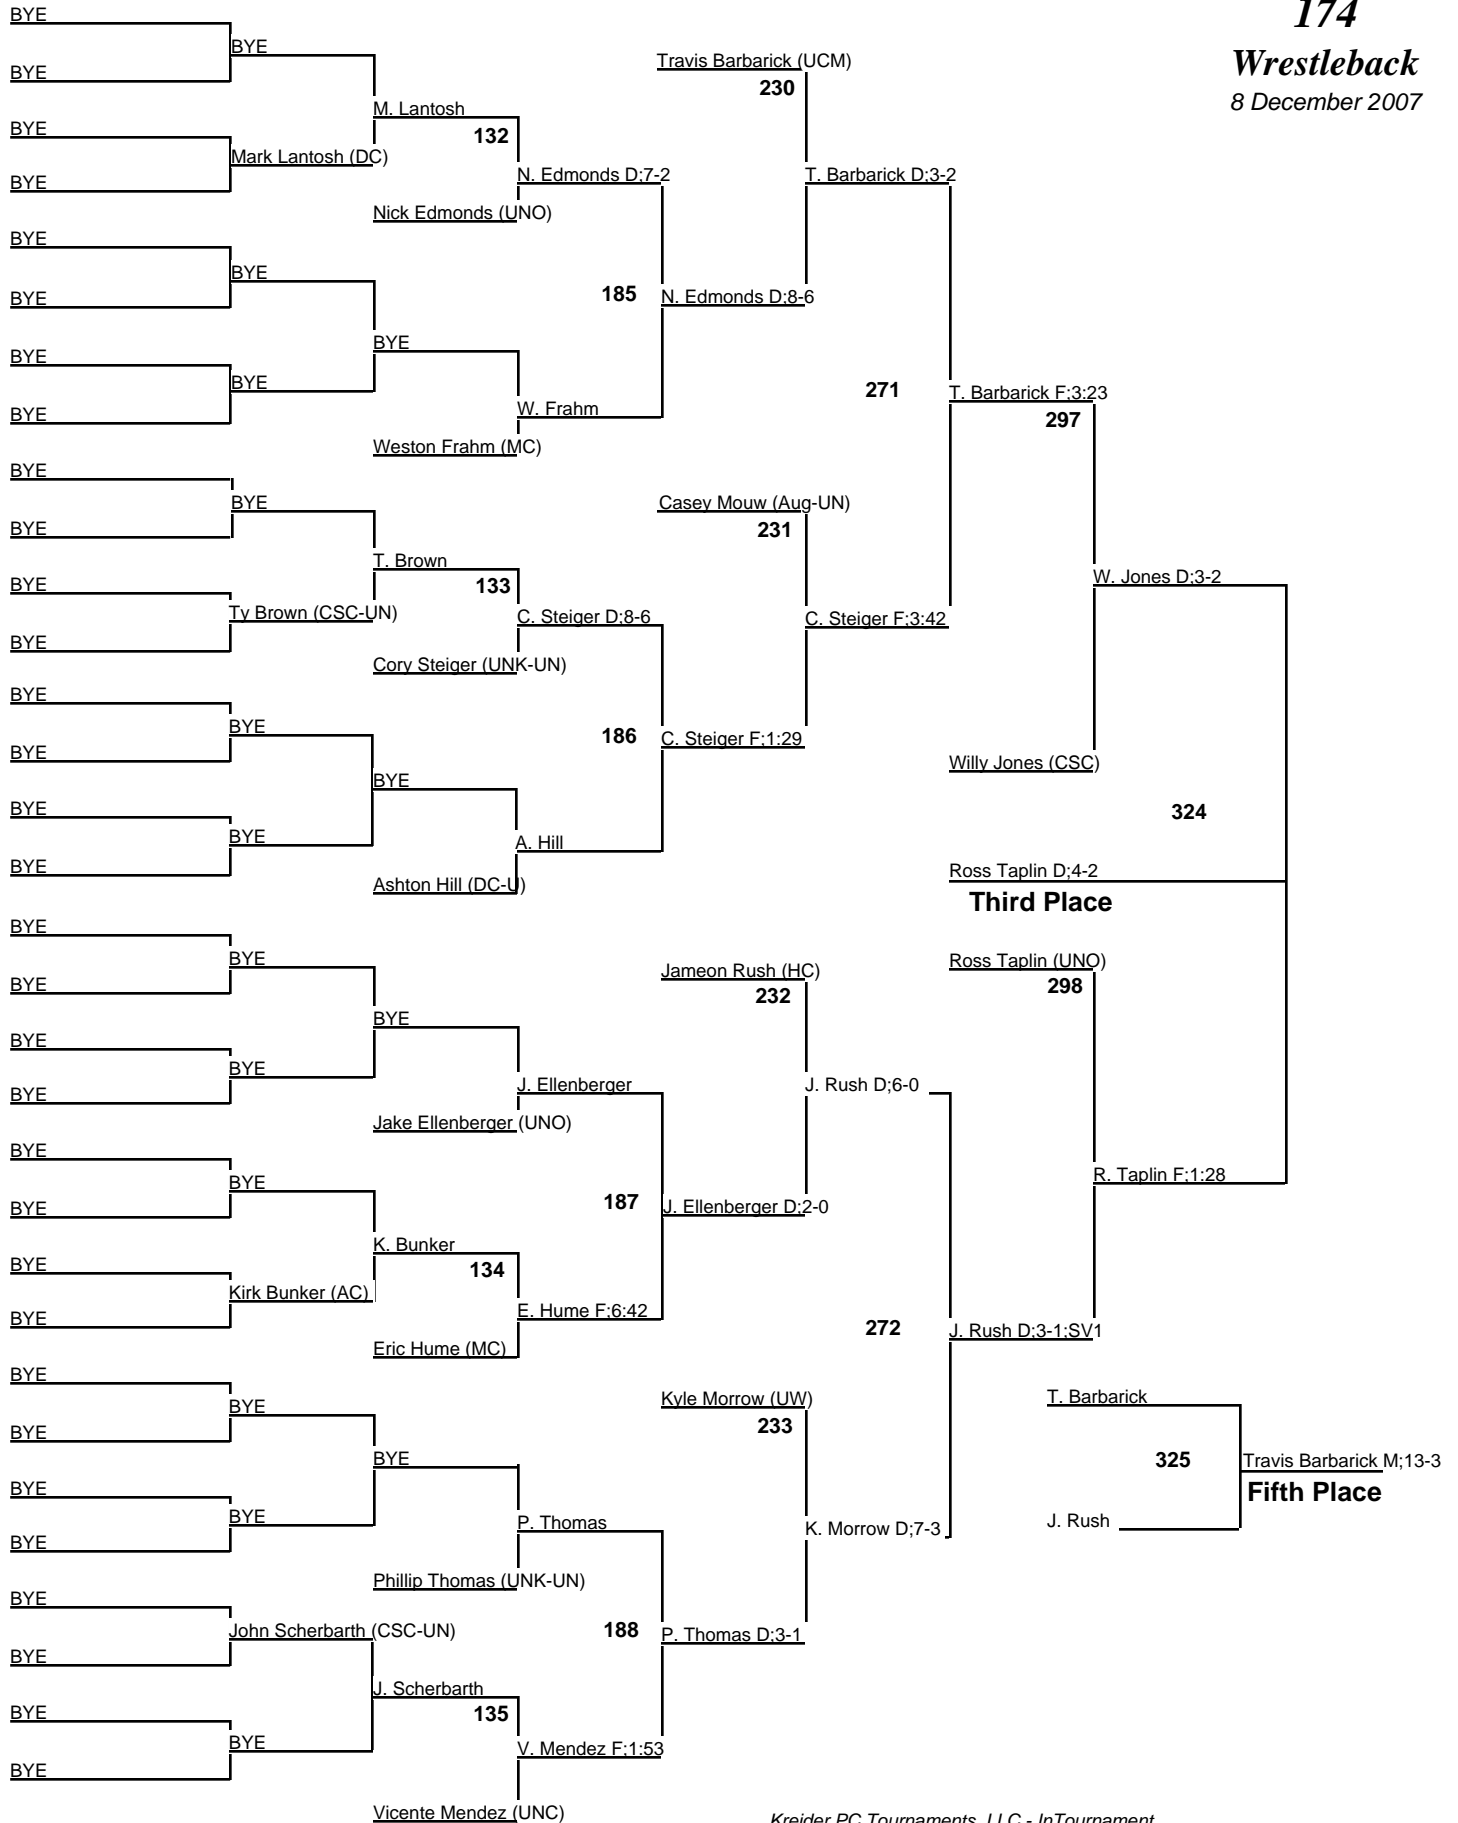 174
Wrestleback
8 December 2007
BYE
BYE
BYE
Travis Barbarick (UCM)
BYE
230
M. Lantosh
BYE
132
Mark Lantosh (DC)
BYE
N. Edmonds D;7-2
T. Barbarick D;3-2
Nick Edmonds (UNO)
BYE
BYE
BYE
185
N. Edmonds D;8-6
BYE
BYE
BYE
271
T. Barbarick F;3:23
BYE
W. Frahm
297
Weston Frahm (MC)
BYE
BYE
Casey Mouw (Aug-UN)
BYE
231
T. Brown
BYE
133
W. Jones D;3-2
Ty Brown (CSC-UN)
C. Steiger D;8-6
C. Steiger F;3:42
BYE
Cory Steiger (UNK-UN)
BYE
BYE
186
C. Steiger F;1:29
BYE
Willy Jones (CSC)
BYE
BYE
324
BYE
A. Hill
BYE
Ross Taplin D;4-2
Ashton Hill (DC-U)
Third Place
BYE
BYE
Ross Taplin (UNO)
Jameon Rush (HC)
BYE
298
232
BYE
BYE
BYE
J. Ellenberger
J. Rush D;6-0
BYE
Jake Ellenberger (UNO)
BYE
BYE
R. Taplin F;1:28
187
J. Ellenberger D;2-0
BYE
K. Bunker
BYE
134
Kirk Bunker (AC)
E. Hume F;6:42
BYE
272
J. Rush D;3-1;SV1
Eric Hume (MC)
BYE
Kyle Morrow (UW)
T. Barbarick
BYE
233
BYE
BYE
325
Travis Barbarick M;13-3
BYE
Fifth Place
BYE
P. Thomas
K. Morrow D;7-3
J. Rush
BYE
Phillip Thomas (UNK-UN)
BYE
John Scherbarth (CSC-UN)
188
P. Thomas D;3-1
BYE
J. Scherbarth
BYE
135
BYE
V. Mendez F;1:53
BYE
Vicente Mendez (UNC)
Kreider PC Tournaments, LLC - InTournament